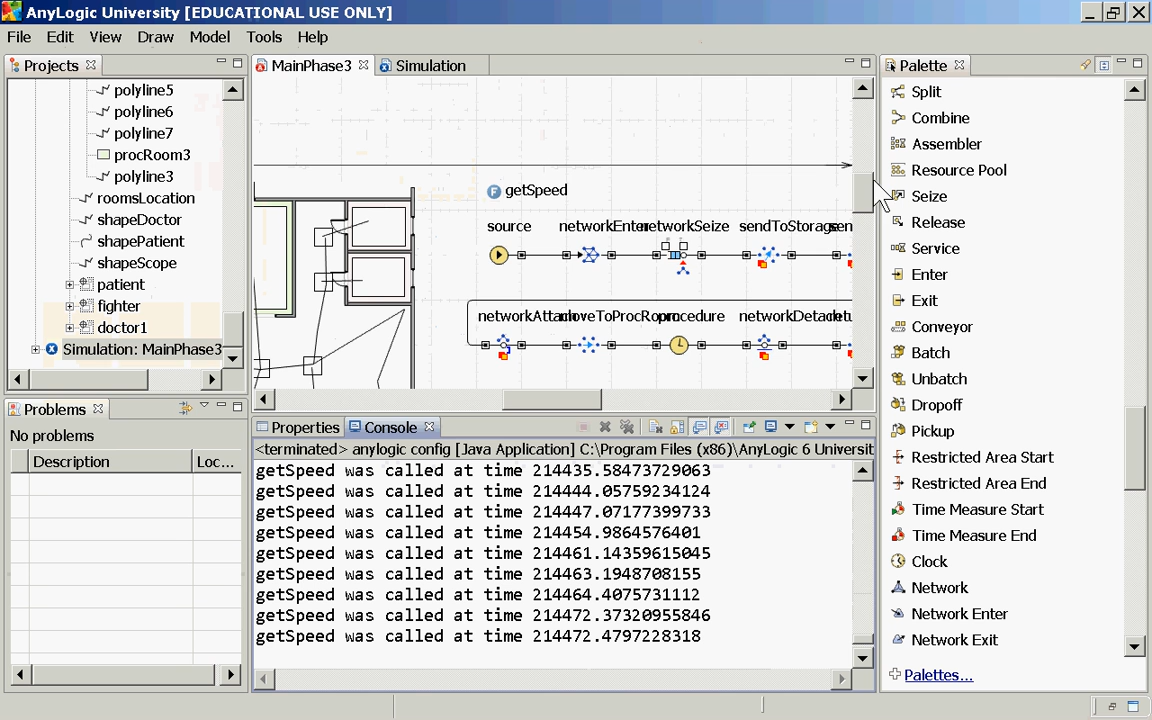 AnyLogic University [EDUCATIONAL USE ONLY]
File Edit View Draw Model Tools Help
Projects
polyline5
polyline6
polyline7
procRoom3
polyline3
roomsLocation
shapeDoctor
shapePatient
shapeScope
patient
fighter
doctor1
Simulation: MainPhase3
Problems
No problems
Description Loc...
MainPhase3 Simulation
F getSpeed
source networkEnter networkSeize sendToStorage
networkAttach moveToProcRoom procedure networkDetach
Properties Console
<terminated> anylogic config [Java Application] C:\Program Files (x86)\AnyLogic 6 Universit
getSpeed was called at time 214435.58473729063
getSpeed was called at time 214444.05759234124
getSpeed was called at time 214447.07177399733
getSpeed was called at time 214454.9864576401
getSpeed was called at time 214461.14359615045
getSpeed was called at time 214463.1948708155
getSpeed was called at time 214464.4075731112
getSpeed was called at time 214472.37320955846
getSpeed was called at time 214472.4797228318
Palette
Split
Combine
Assembler
Resource Pool
Seize
Release
Service
Enter
Exit
Conveyor
Batch
Unbatch
Dropoff
Pickup
Restricted Area Start
Restricted Area End
Time Measure Start
Time Measure End
Clock
Network
Network Enter
Network Exit
Palettes...